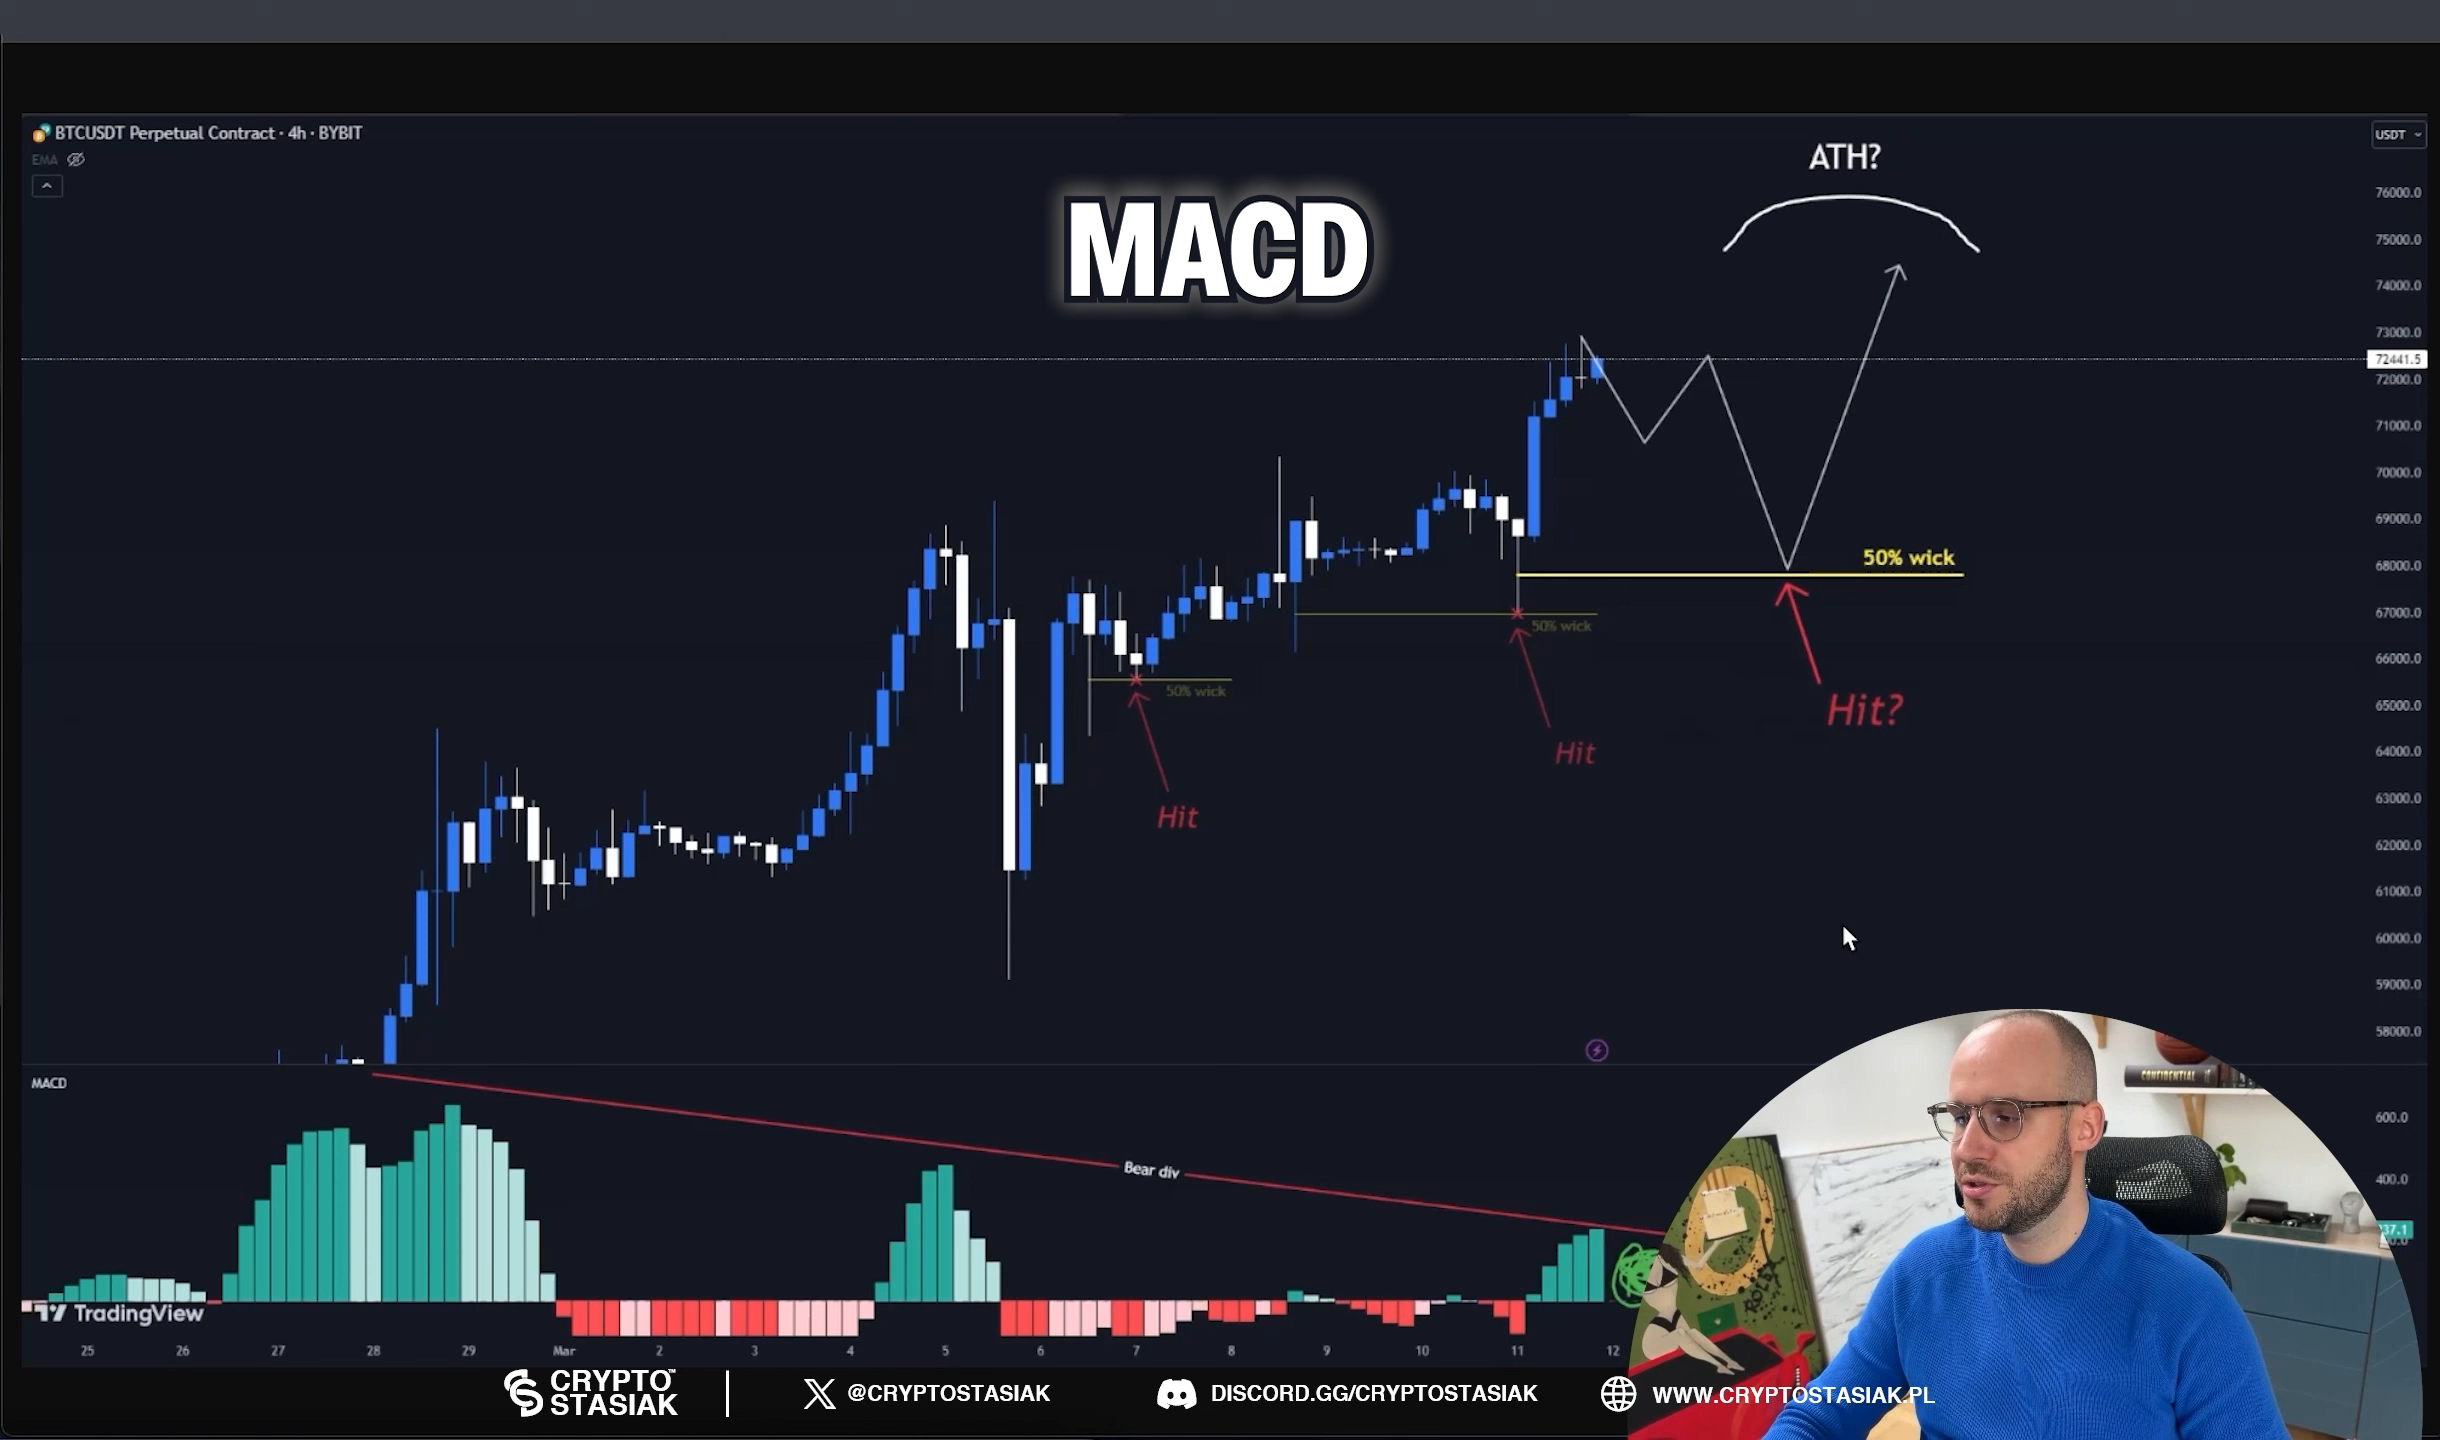 BTCUSDT Perpetual Contract · 4h · BYBIT
USDT
EMA
ATH?
MACD
76000.0
75000.0
74000.0
73000.0
72441.5
72000.0
71000.0
70000.0
69000.0
68000.0
67000.0
66000.0
65000.0
64000.0
63000.0
62000.0
61000.0
60000.0
59000.0
58000.0
50% wick
50% wick
50% wick
Hit?
Hit
Hit
MACD
600.0
400.0
37.1
Bear div
TradingView
25 26 27 28 29 Mar 2 3 4 5 6 7 8 9 10 11 12
CONFIDENTIAL
CRYPTO™
STASIAK
@CRYPTOSTASIAK
DISCORD.GG/CRYPTOSTASIAK
WWW.CRYPTOSTASIAK.PL